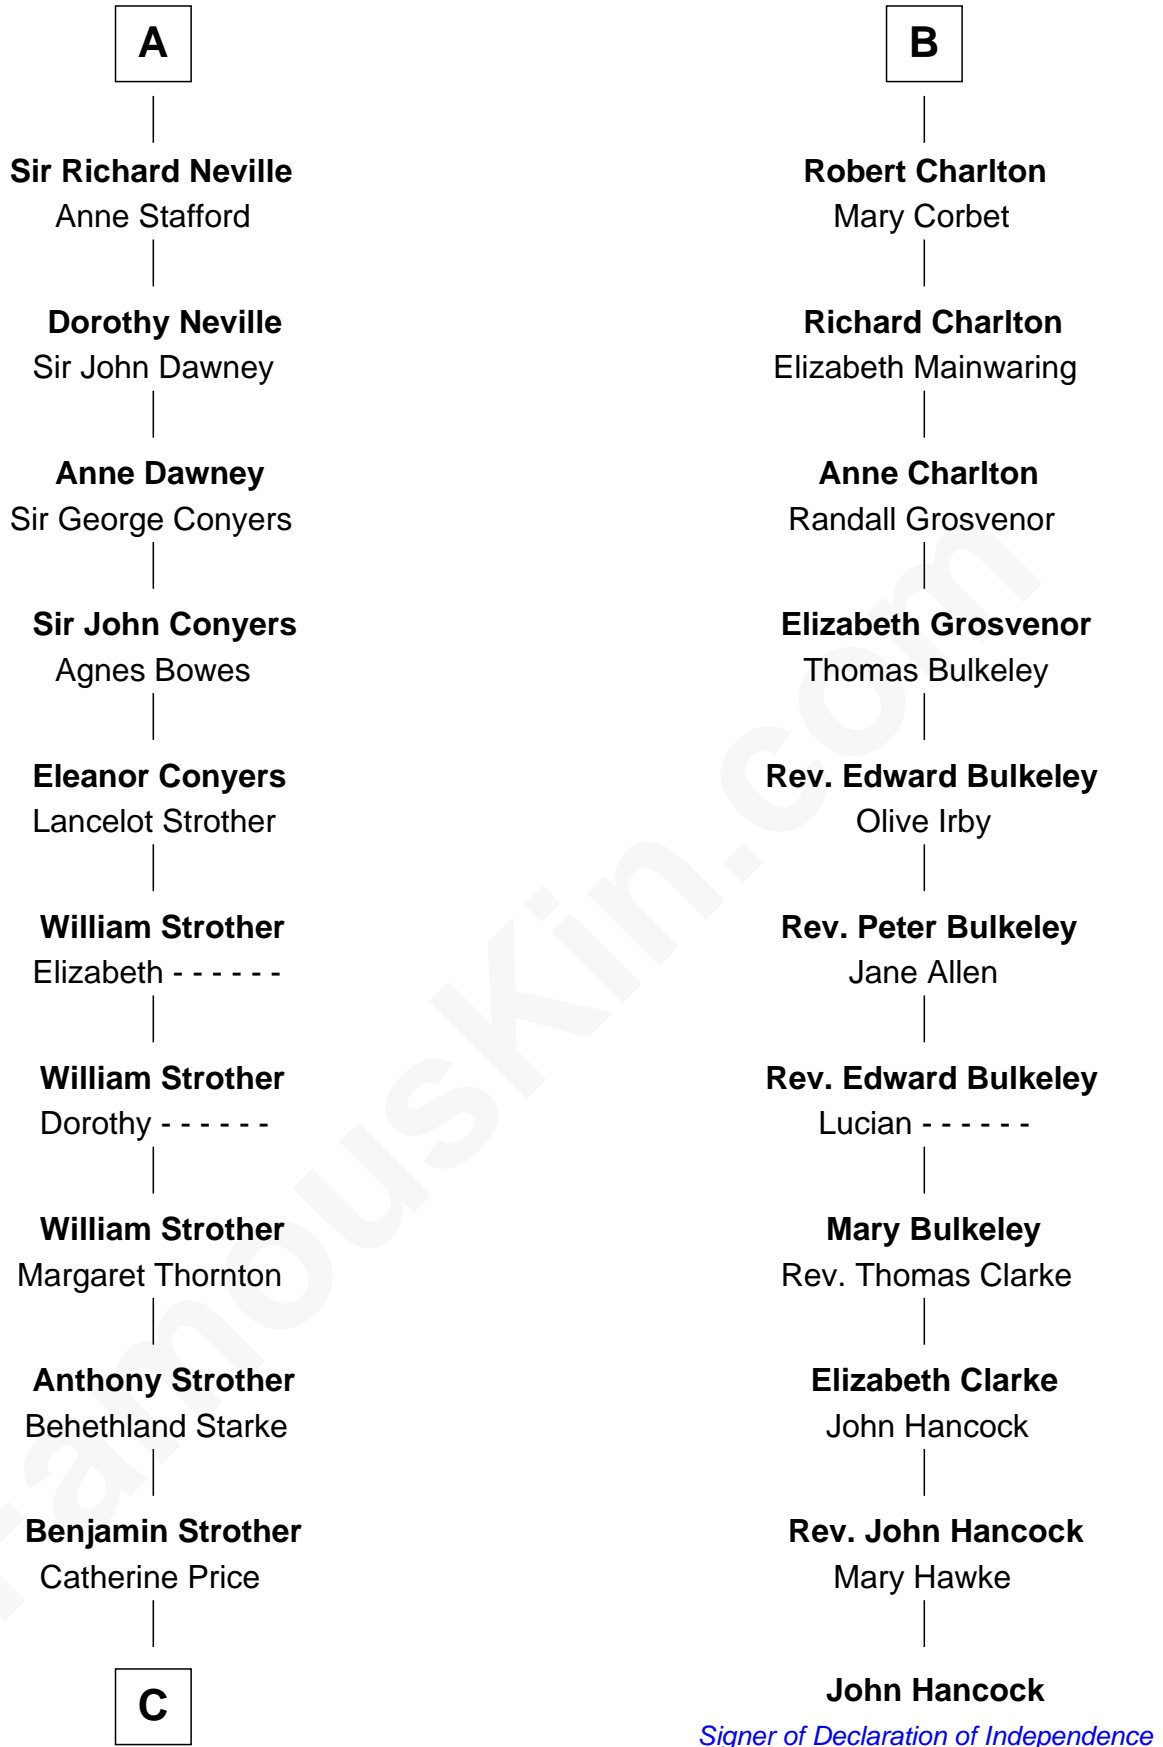 A
Sir Richard Neville
Anne Stafford
Dorothy Neville
Sir John Dawney
Anne Dawney
Sir George Conyers
Sir John Conyers
Agnes Bowes
Eleanor Conyers
Lancelot Strother
William Strother
Elizabeth - - - - - -
William Strother
Dorothy - - - - - -
William Strother
Margaret Thornton
Anthony Strother
Behethland Starke
Benjamin Strother
Catherine Price
C
B
Robert Charlton
Mary Corbet
Richard Charlton
Elizabeth Mainwaring
Anne Charlton
Randall Grosvenor
Elizabeth Grosvenor
Thomas Bulkeley
Rev. Edward Bulkeley
Olive Irby
Rev. Peter Bulkeley
Jane Allen
Rev. Edward Bulkeley
Lucian - - - - - -
Mary Bulkeley
Rev. Thomas Clarke
Elizabeth Clarke
John Hancock
Rev. John Hancock
Mary Hawke
John Hancock
Signer of Declaration of Independence
FamousKin.com